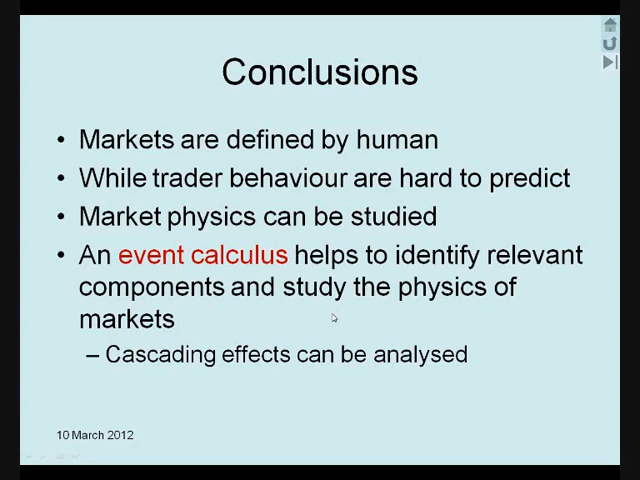 Conclusions
• Markets are defined by human
• While trader behaviour are hard to predict
• Market physics can be studied
• An event calculus helps to identify relevant
components and study the physics of
markets
– Cascading effects can be analysed
10 March 2012